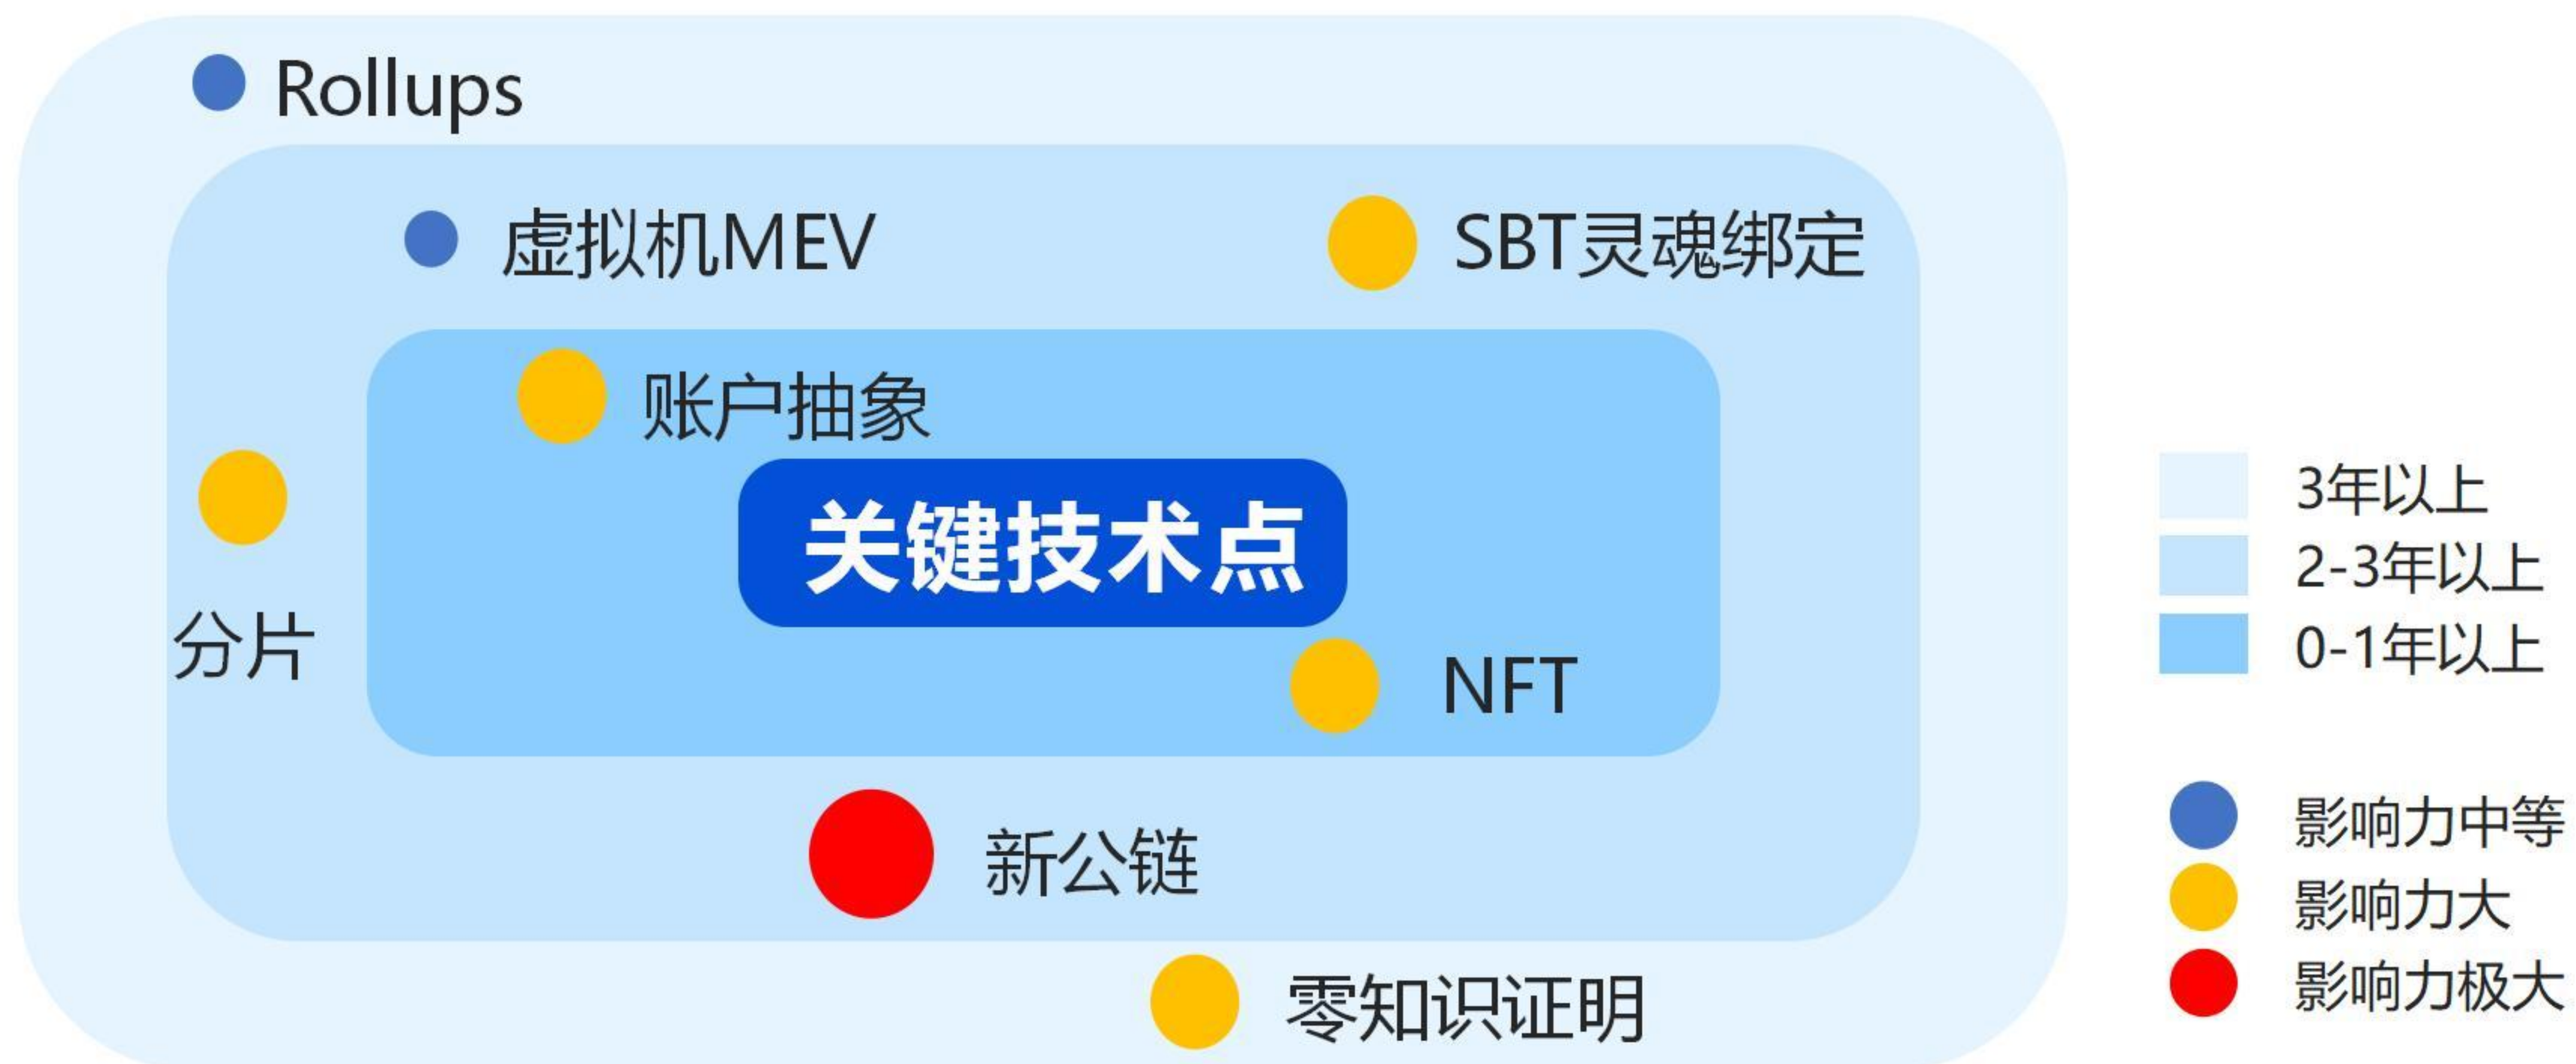 Rollups
虚拟机MEV
SBT灵魂绑定
账户抽象
关键技术点
分片
NFT
新公链
零知识证明
3年以上
2-3年以上
0-1年以上
影响力中等
影响力大
影响力极大